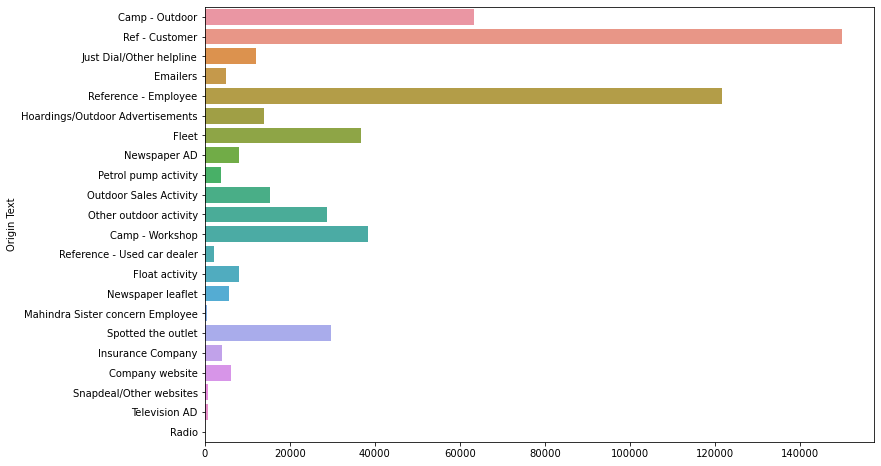 Camp - Outdoor
Ref - Customer
Just Dial/Other helpline
Emailers
Reference - Employee
Hoardings/Outdoor Advertisements
Fleet
Newspaper AD
Petrol pump activity
Outdoor Sales Activity
Other outdoor activity
Camp - Workshop
Reference - Used car dealer
Float activity
Newspaper leaflet
Mahindra Sister concern Employee
Spotted the outlet
Insurance Company
Company website
Snapdeal/Other websites
Television AD
Radio
Origin Text
0 20000 40000 60000 80000 100000 120000 140000